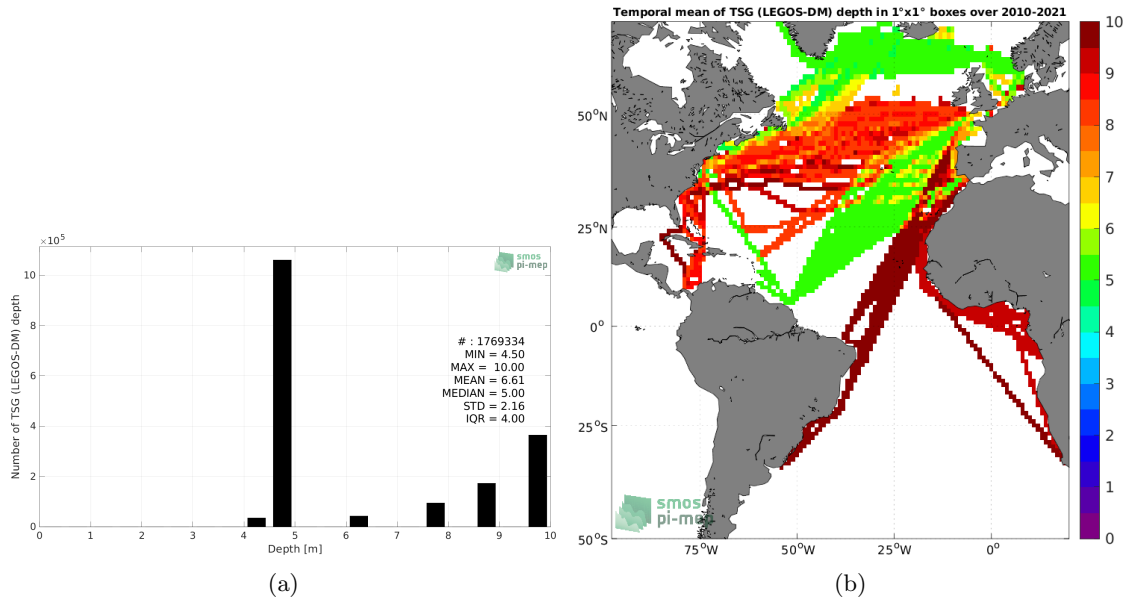 Temporal mean of TSG (LEGOS-DM) depth in 1°x1° boxes over 2010-2021
×10⁵
Number of TSG (LEGOS-DM) depth
10
8
6
4
2
0
0 1 2 3 4 5 6 7 8 9 10
Depth [m]
smos
pi-mep
# : 1769334
MIN = 4.50
MAX = 10.00
MEAN = 6.61
MEDIAN = 5.00
STD = 2.16
IQR = 4.00
(a)
50°N
25°N
0°
25°S
50°S
75°W 50°W 25°W 0°
smos
pi-mep
10
9
8
7
6
5
4
3
2
1
0
(b)